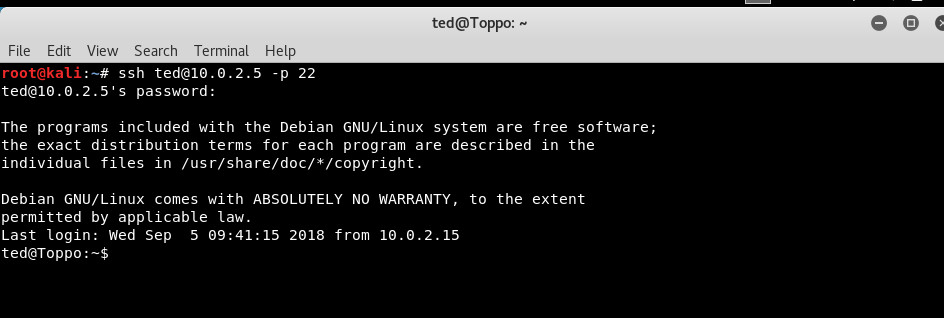 ted@Toppo: ~
File Edit View Search Terminal Help
root@kali:~# ssh ted@10.0.2.5 -p 22
ted@10.0.2.5's password:
The programs included with the Debian GNU/Linux system are free software;
the exact distribution terms for each program are described in the
individual files in /usr/share/doc/*/copyright.
Debian GNU/Linux comes with ABSOLUTELY NO WARRANTY, to the extent
permitted by applicable law.
Last login: Wed Sep  5 09:41:15 2018 from 10.0.2.15
ted@Toppo:~$